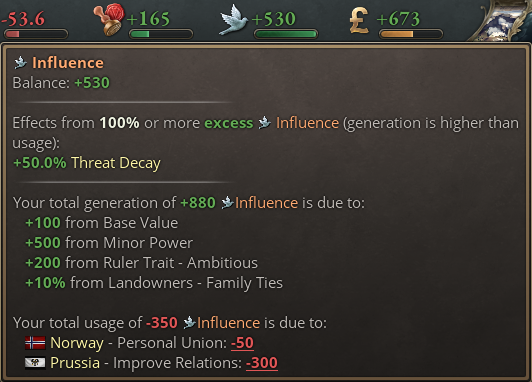 -53.6 +165 +530 £ +673
Influence
Balance: +530
Effects from 100% or more excess Influence (generation is higher than
usage):
+50.0% Threat Decay
Your total generation of +880 Influence is due to:
+100 from Base Value
+500 from Minor Power
+200 from Ruler Trait - Ambitious
+10% from Landowners - Family Ties
Your total usage of -350 Influence is due to:
Norway - Personal Union: -50
Prussia - Improve Relations: -300